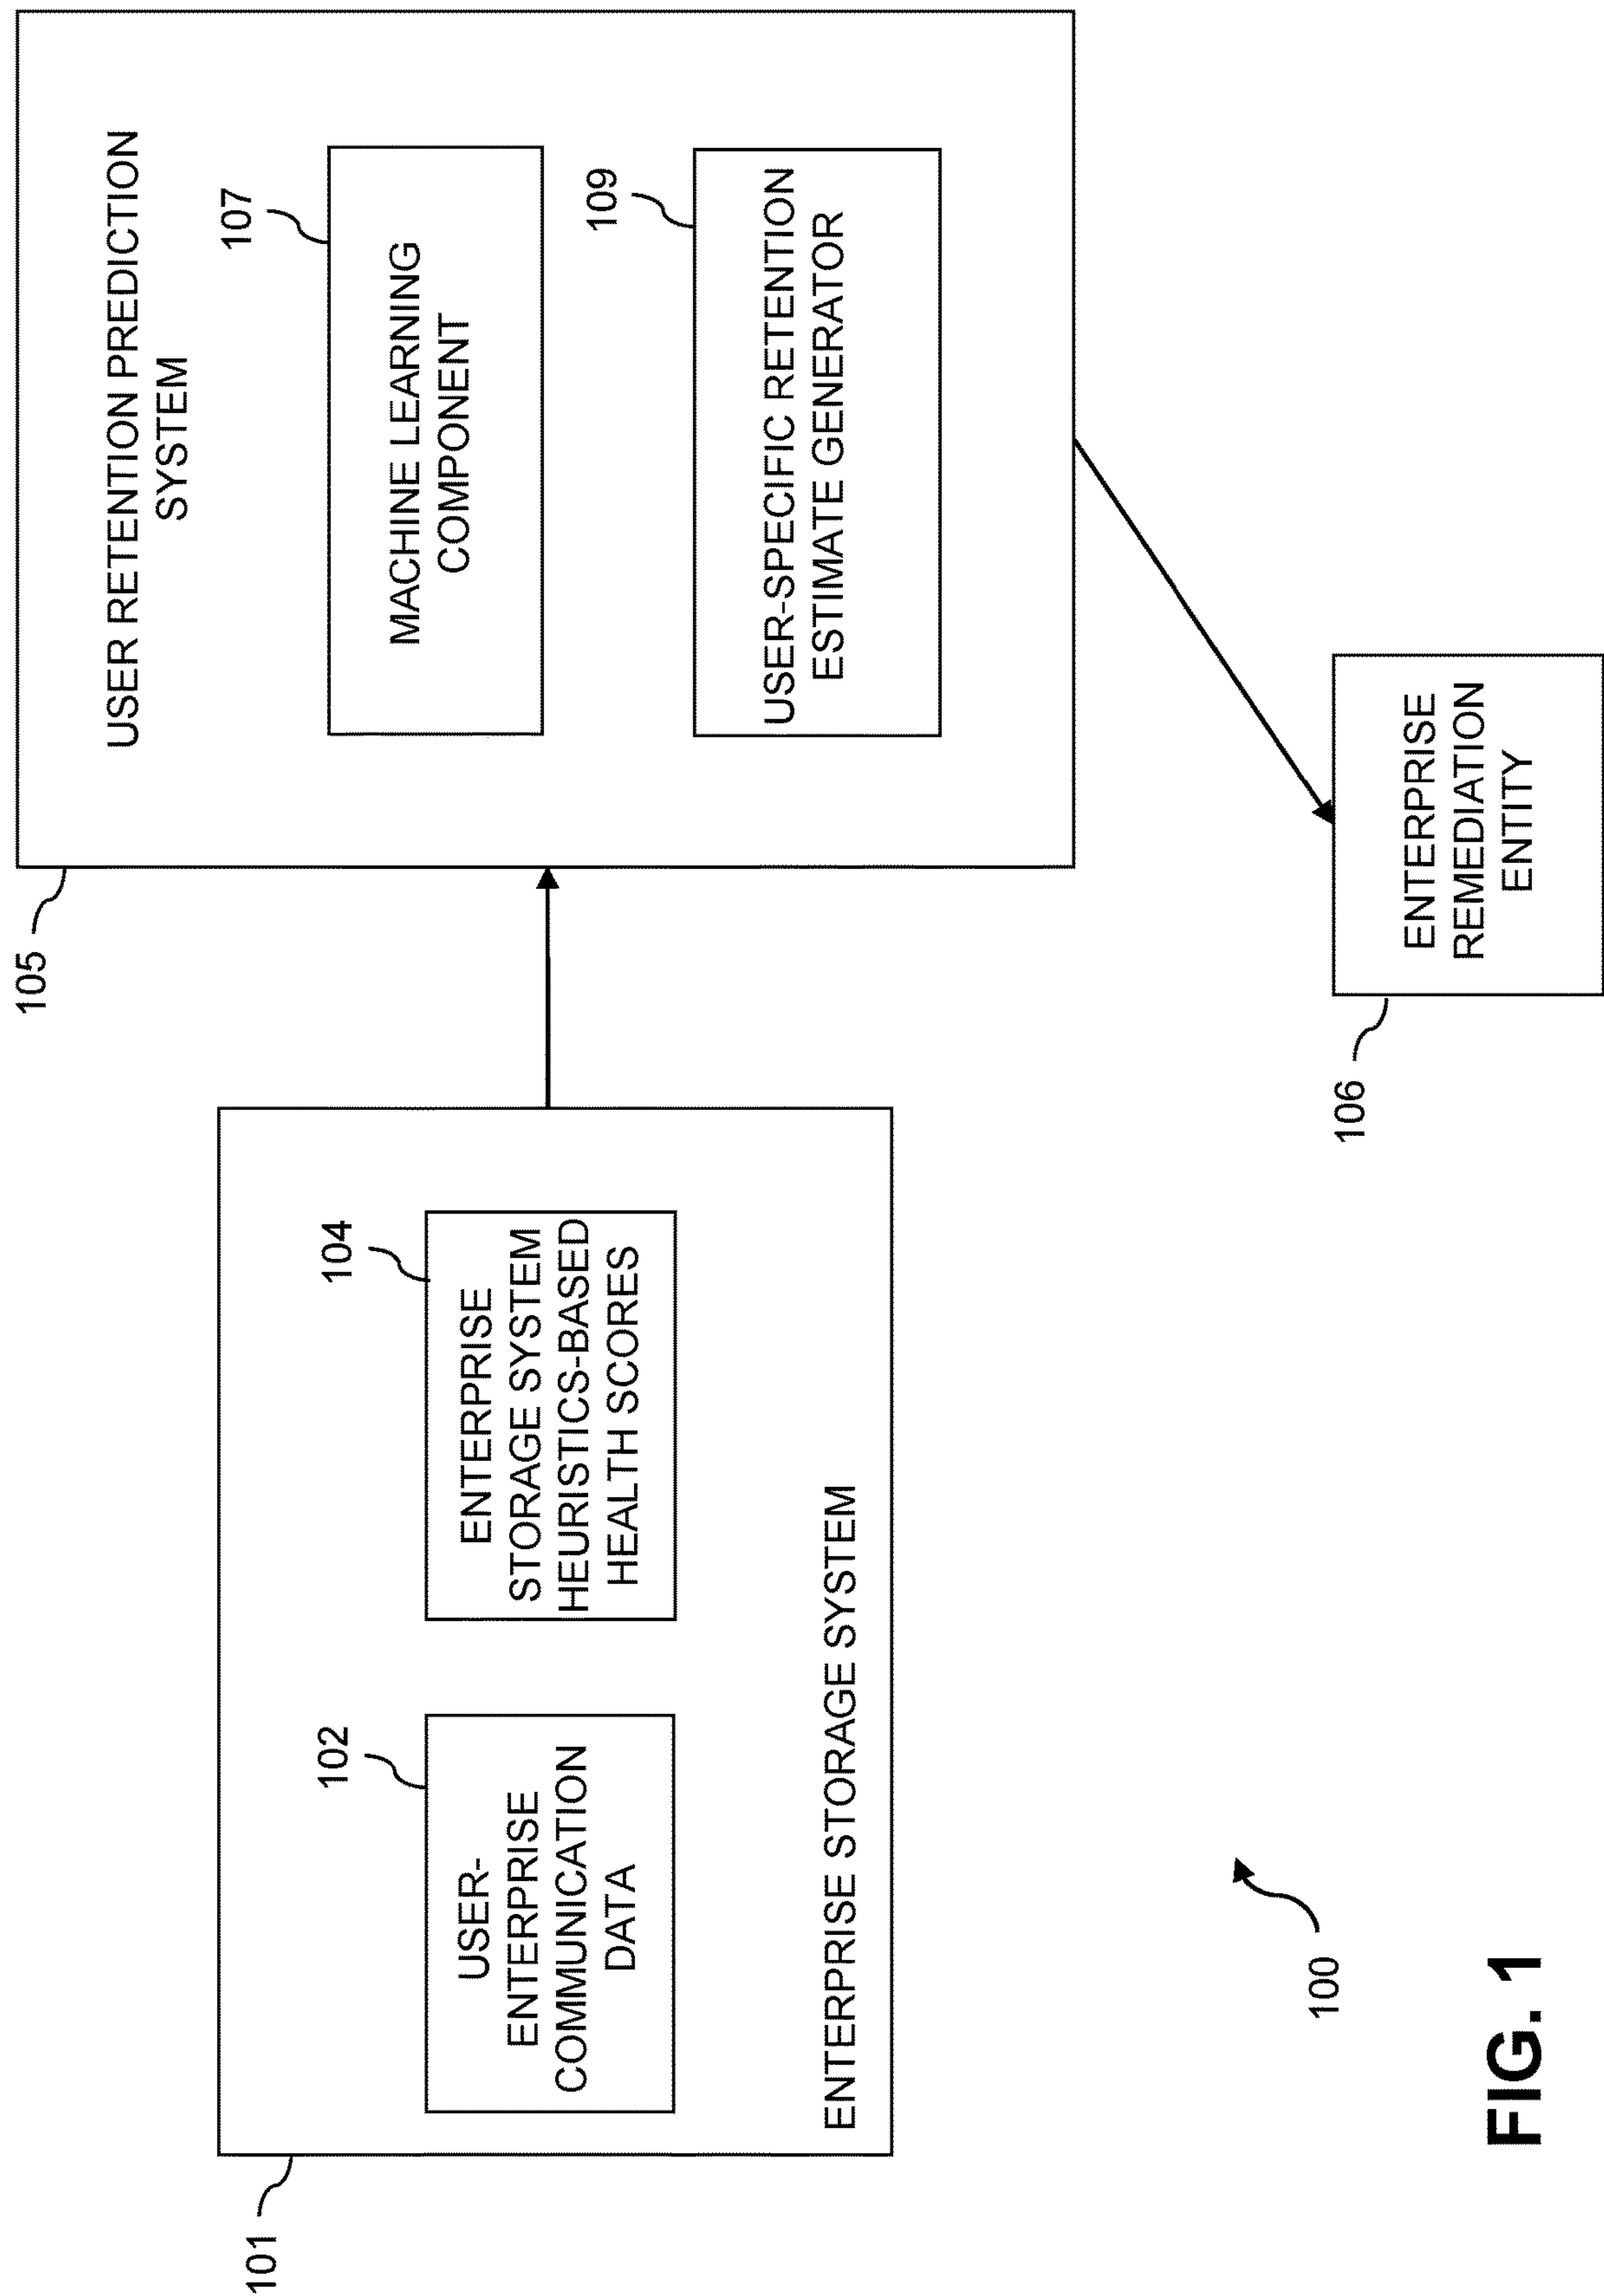 105
USER RETENTION PREDICTION
SYSTEM
107
MACHINE LEARNING
COMPONENT
109
USER-SPECIFIC RETENTION
ESTIMATE GENERATOR
101
102
USER-
ENTERPRISE
COMMUNICATION
DATA
104
ENTERPRISE
STORAGE SYSTEM
HEURISTICS-BASED
HEALTH SCORES
ENTERPRISE STORAGE SYSTEM
106
ENTERPRISE
REMEDIATION
ENTITY
100
FIG. 1